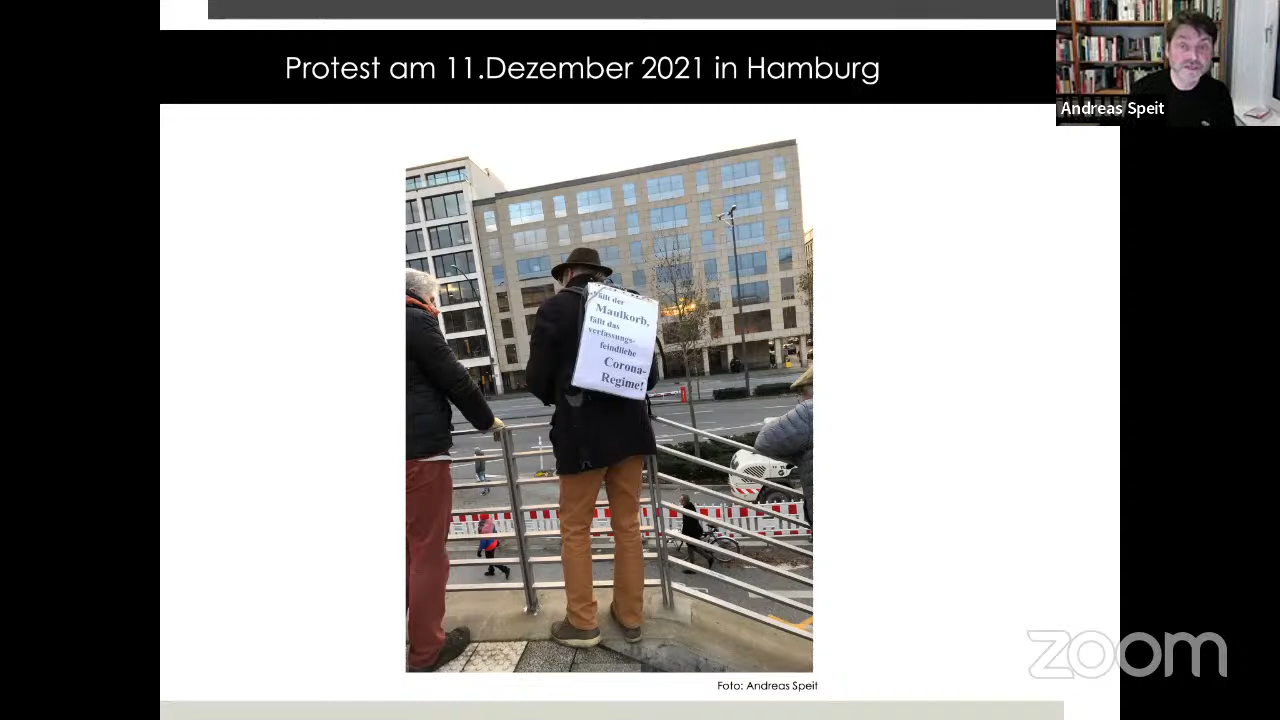 Protest am 11.Dezember 2021 in Hamburg
Andreas Speit
Fällt der
Maulkorb,
fällt das
verfassungs-
feindliche
Corona-
Regime!
Foto: Andreas Speit
zoom